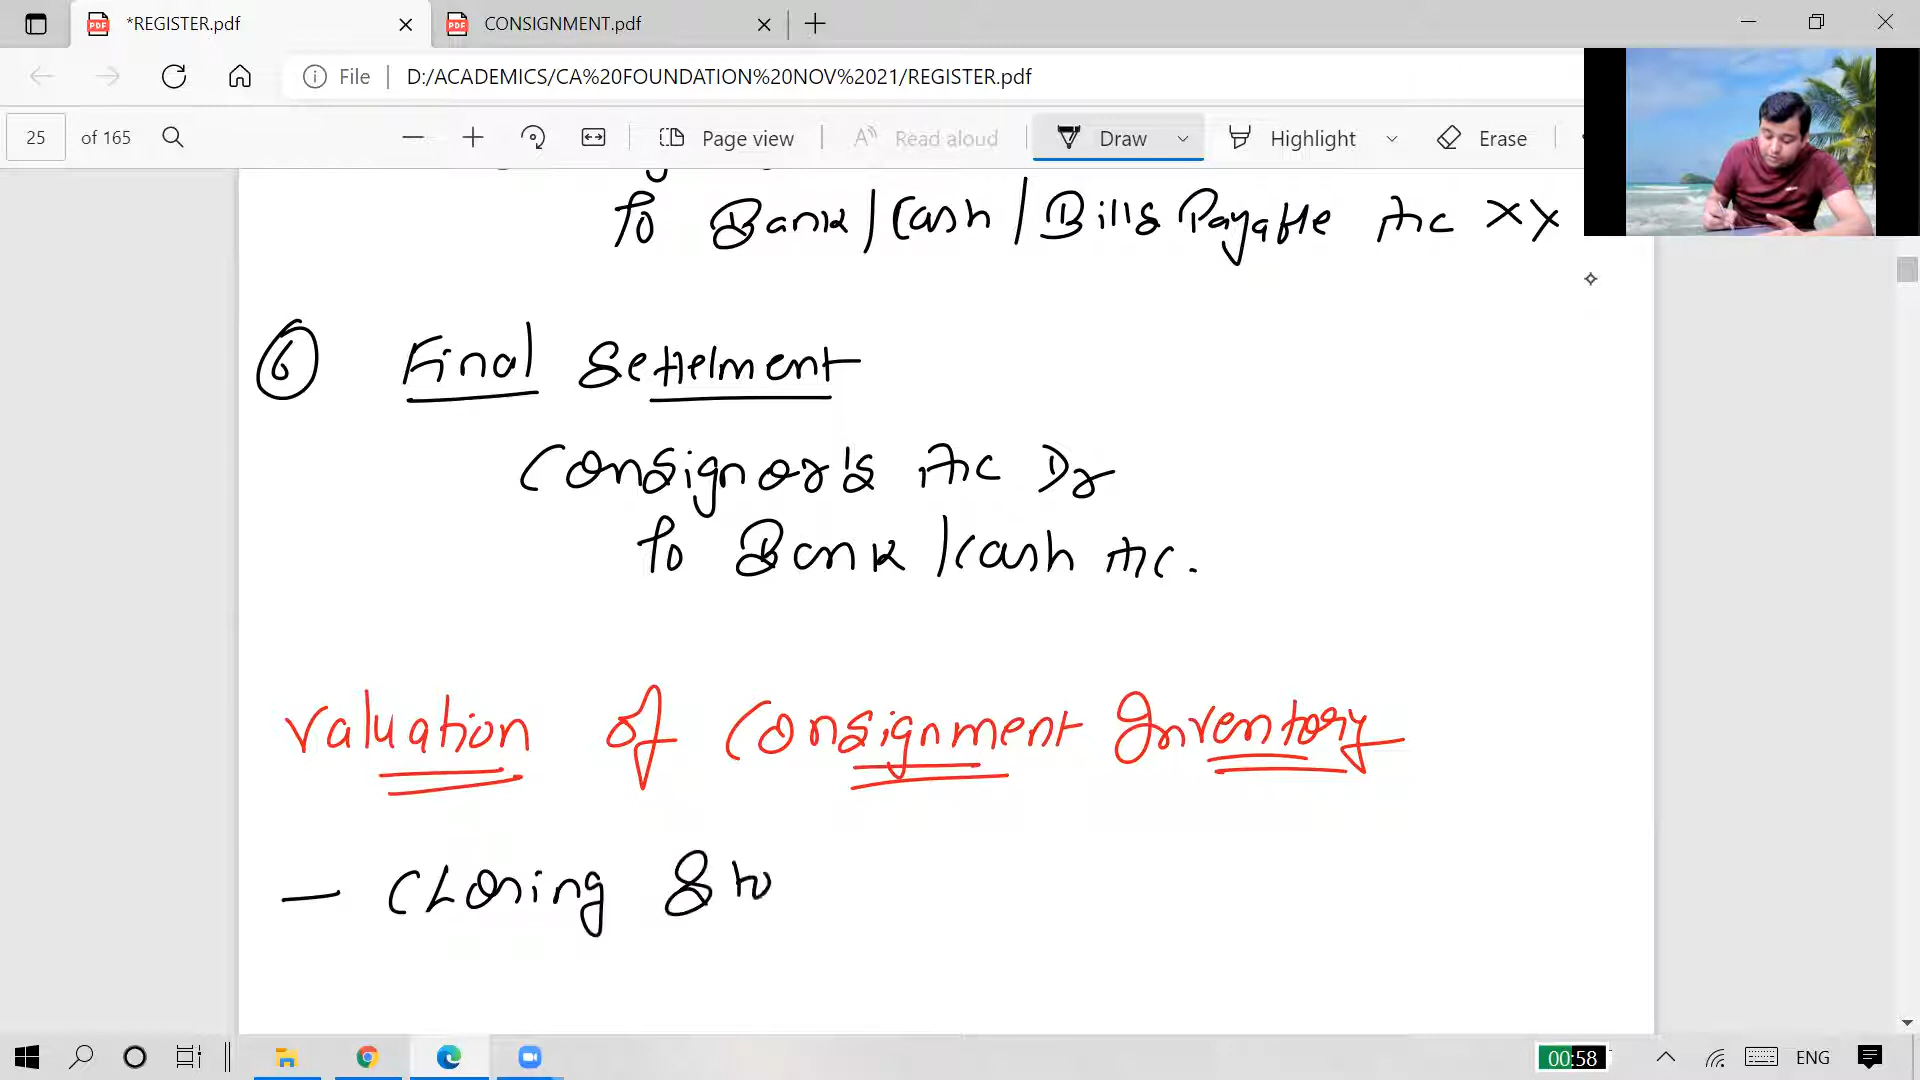 *REGISTER.pdf
CONSIGNMENT.pdf
File D:/ACADEMICS/CA%20FOUNDATION%20NOV%2021/REGISTER.pdf
25 of 165 Page view Read aloud Draw Highlight Erase
To Bank/Cash/Bills Payable A/c XX
6 Final Settelment
Consignor's A/c Dr
To Bank/Cash A/c.
Valuation of Consignment Inventory
— Closing Sto
00:58 ENG